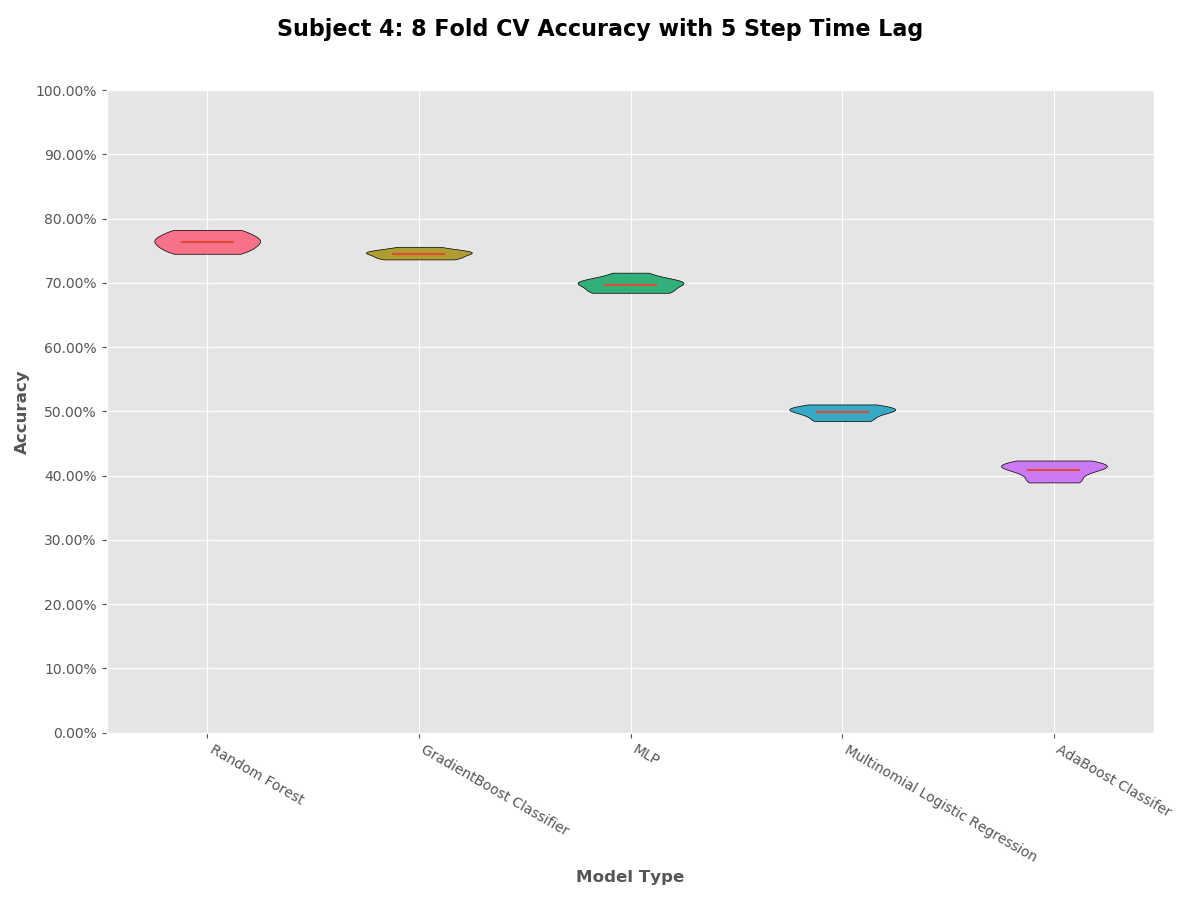 Subject 4: 8 Fold CV Accuracy with 5 Step Time Lag
100.00%
90.00%
80.00%
70.00%
60.00%
50.00%
40.00%
30.00%
20.00%
10.00%
0.00%
Accuracy
Random Forest
GradientBoost Classifier
MLP
Multinomial Logistic Regression
AdaBoost Classifer
Model Type